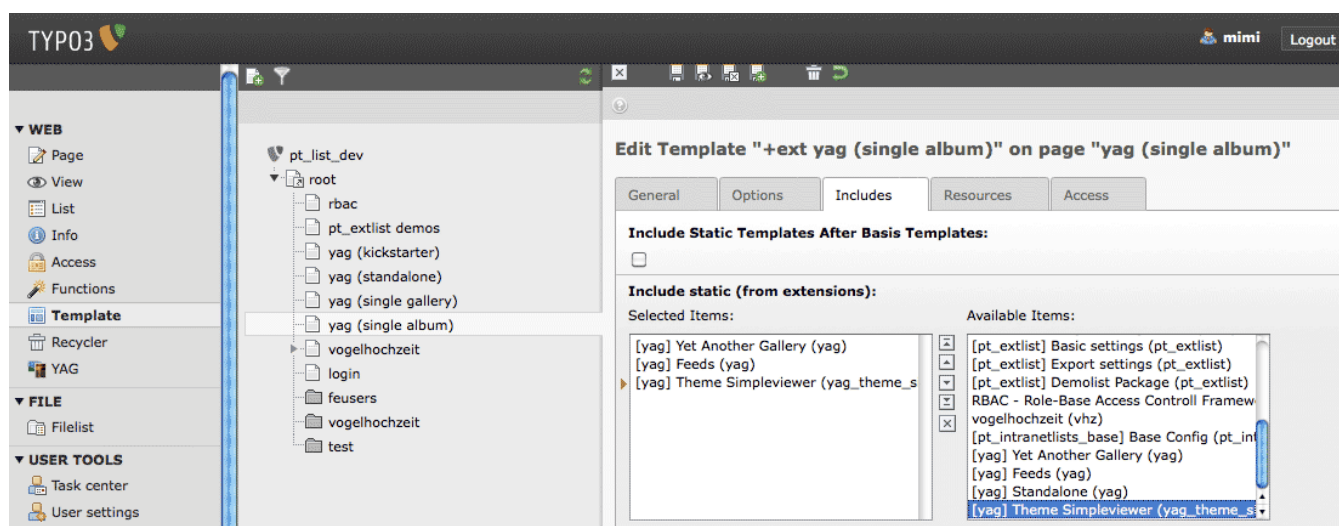 TYPO3
mimi
Logout
WEB
Page
View
List
Info
Access
Functions
Template
Recycler
YAG
FILE
Filelist
USER TOOLS
Task center
User settings
pt_list_dev
root
rbac
pt_extlist demos
yag (kickstarter)
yag (standalone)
yag (single gallery)
yag (single album)
vogelhochzeit
login
feusers
vogelhochzeit
test
Edit Template "+ext yag (single album)" on page "yag (single album)"
General Options Includes Resources Access
Include Static Templates After Basis Templates:
Include static (from extensions):
Selected Items:
[yag] Yet Another Gallery (yag)
[yag] Feeds (yag)
[yag] Theme Simpleviewer (yag_theme_s
Available Items:
[pt_extlist] Basic settings (pt_extlist)
[pt_extlist] Export settings (pt_extlist)
[pt_extlist] Demolist Package (pt_extlist)
RBAC - Role-Base Access Controll Framew
vogelhochzeit (vhz)
[pt_intranetlists_base] Base Config (pt_int
[yag] Yet Another Gallery (yag)
[yag] Feeds (yag)
[yag] Standalone (yag)
[yag] Theme Simpleviewer (yag_theme_s